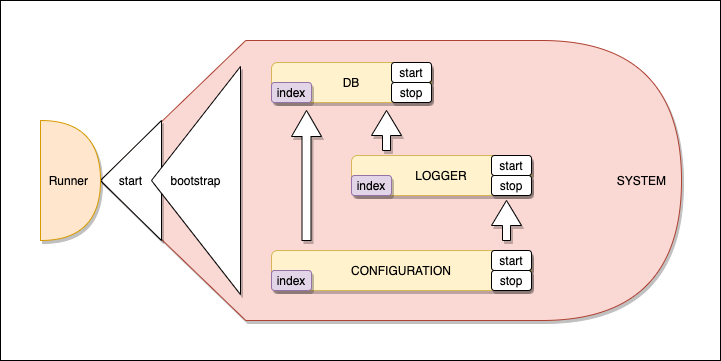 DB
start
index
stop
Runner
start
bootstrap
LOGGER
start
index
stop
SYSTEM
CONFIGURATION
start
index
stop